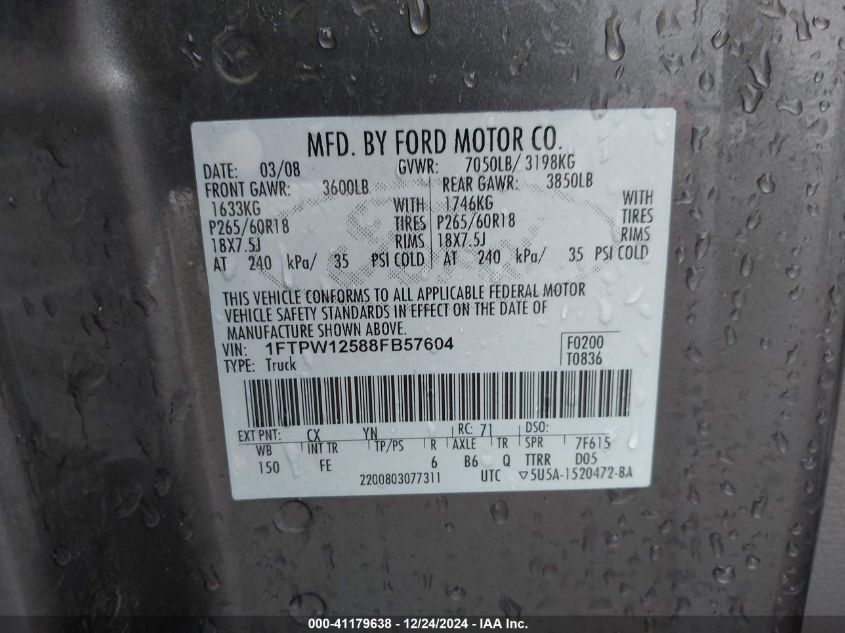 MFD. BY FORD MOTOR CO.
DATE: 03/08 GVWR: 7050LB/ 3198KG
FRONT GAWR: 3600LB REAR GAWR: 3850LB
1633KG WITH 1746KG WITH
P265/60R18 TIRES P265/60R18 TIRES
18X7.5J RIMS 18X7.5J RIMS
AT 240 kPa/ 35 PSI COLD AT 240 kPa/ 35 PSI COLD
THIS VEHICLE CONFORMS TO ALL APPLICABLE FEDERAL MOTOR
VEHICLE SAFETY STANDARDS IN EFFECT ON THE DATE OF
MANUFACTURE SHOWN ABOVE.
VIN: 1FTPW12588FB57604 F0200
TYPE: Truck T0836
EXT PNT: CX YN RC: 71 DSO:
WB INT TR TP/PS R AXLE TR SPR 7F615
150 FE 6 B6 Q TTRR D05
2200803077311 UTC ▽5U5A-1520472-BA
000-41179638 - 12/24/2024 - IAAI.com